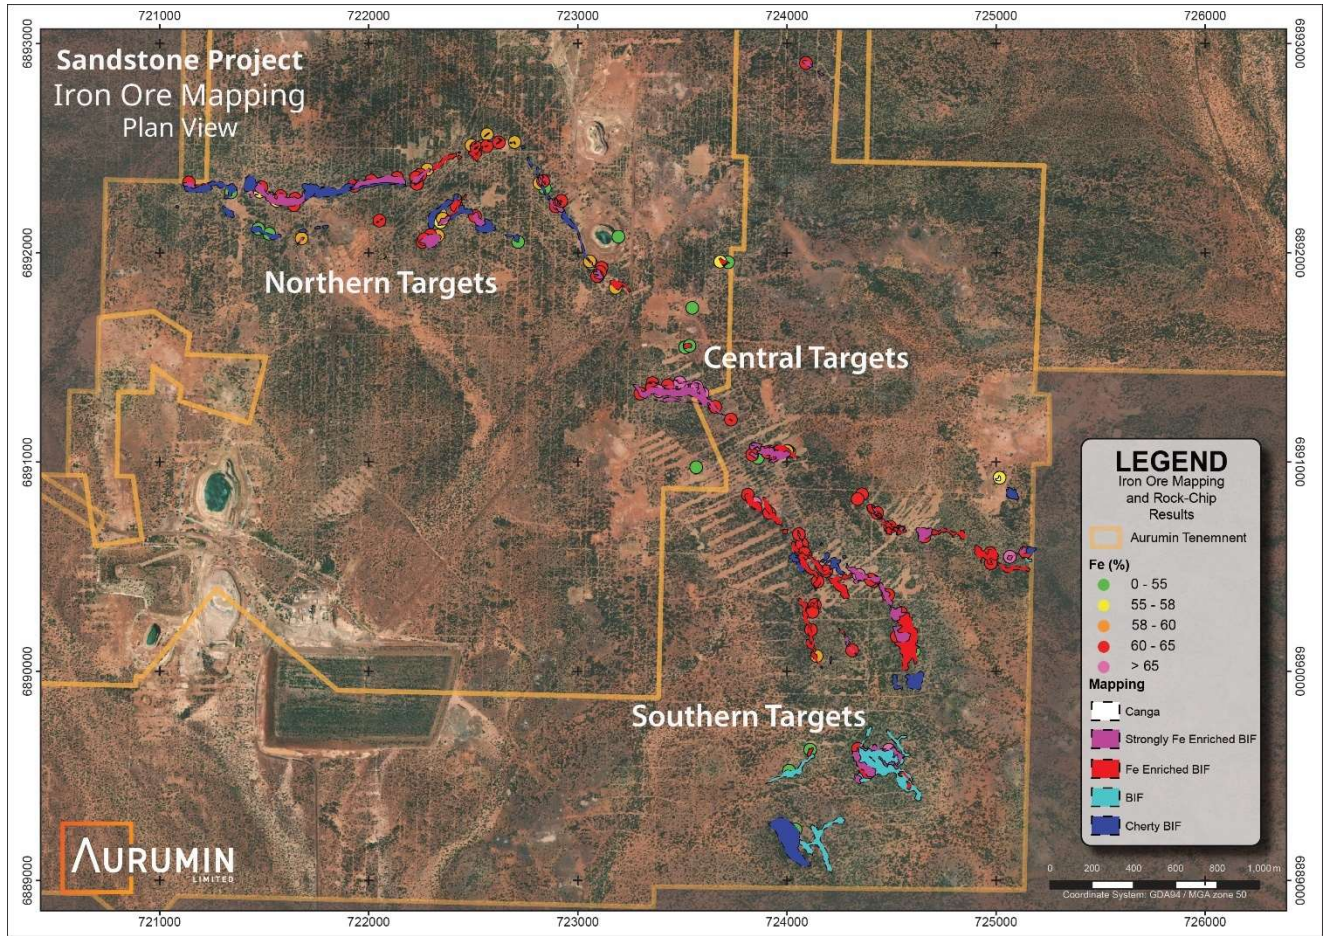 721000
722000
723000
724000
725000
726000
6893000
6893000
Sandstone Project
Iron Ore Mapping
Plan View
6892000
6892000
Northern Targets
Central Targets
6891000
6891000
LEGEND
Iron Ore Mapping
and Rock-Chip
Results
Aurumin Tenemnent
Fe (%)
0 - 55
55 - 58
58 - 60
60 - 65
> 65
Mapping
Canga
Strongly Fe Enriched BIF
Fe Enriched BIF
BIF
Cherty BIF
6890000
6890000
Southern Targets
AURUMIN
LIMITED
6889000
6889000
0 200 400 600 800 1,000 m
Coordinate System: GDA94 / MGA zone 50
721000
722000
723000
724000
725000
726000